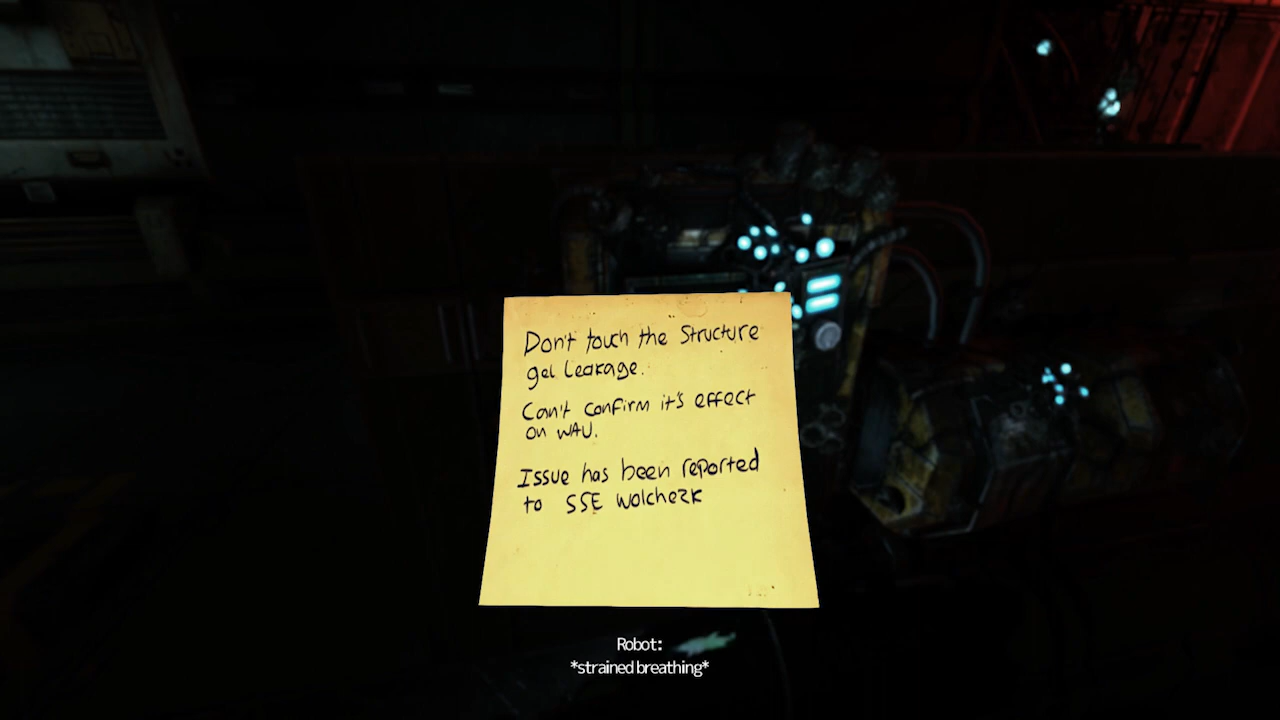 Don't touch the Structure
gel Leakage.
Can't confirm it's effect
on WAU.
Issue has been reported
to SSE Wolchezk
Robot:
*strained breathing*